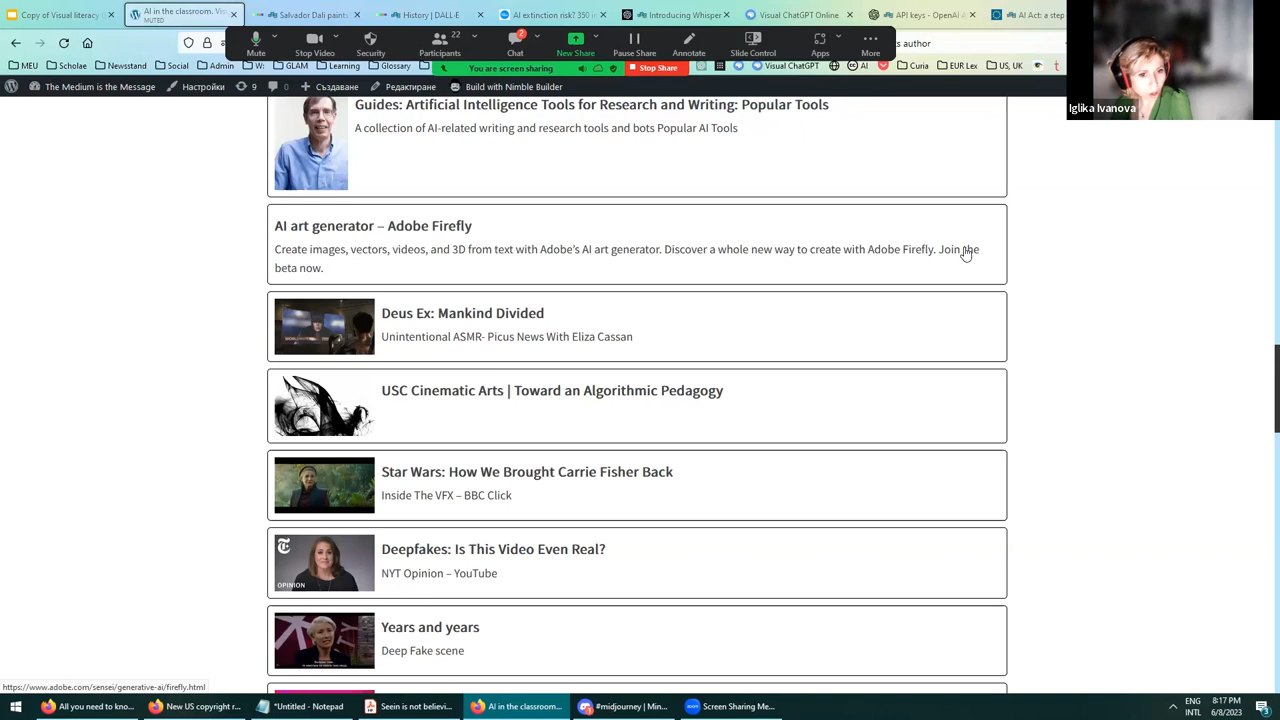 Copy of Visual literacy
AI in the classroom. Vis
MUTED
Salvador Dali paint
History | DALL·E
AI extinction risk? 350
Introducing Whisper
Visual ChatGPT Online
API keys - OpenAI A
AI Act: a step
Mute
Stop Video
Security
22
Participants
2
Chat
New Share
Pause Share
Annotate
Slide Control
Apps
More
s author
MEU
Scholae
Newsstand
Social
Admin
W:
Learning
Glossary
You are screen sharing
Stop Share
Visual ChatGPT
AI
Curia
EUR Lex
US, UK
The Medium is the Message
Настройки
9
Създаване
Редактиране
Build with Nimble Builder
Iglika Ivanova
Guides: Artificial Intelligence Tools for Research and Writing: Popular Tools
A collection of AI-related writing and research tools and bots Popular AI Tools
AI art generator – Adobe Firefly
Create images, vectors, videos, and 3D from text with Adobe's AI art generator. Discover a whole new way to create with Adobe Firefly. Join the
beta now.
Deus Ex: Mankind Divided
Unintentional ASMR- Picus News With Eliza Cassan
USC Cinematic Arts | Toward an Algorithmic Pedagogy
Star Wars: How We Brought Carrie Fisher Back
Inside The VFX – BBC Click
OPINION
Deepfakes: Is This Video Even Real?
NYT Opinion – YouTube
Years and years
Deep Fake scene
https://www.adobe.com/sensei/generative-ai/firefly.html
All you need to kno...
New US copyright r...
*Untitled - Notepad
Seein is not believi...
AI in the classroom...
#midjourney | Min...
zoom
Screen Sharing Me...
ENG
INTL
8:17 PM
6/8/2023
3